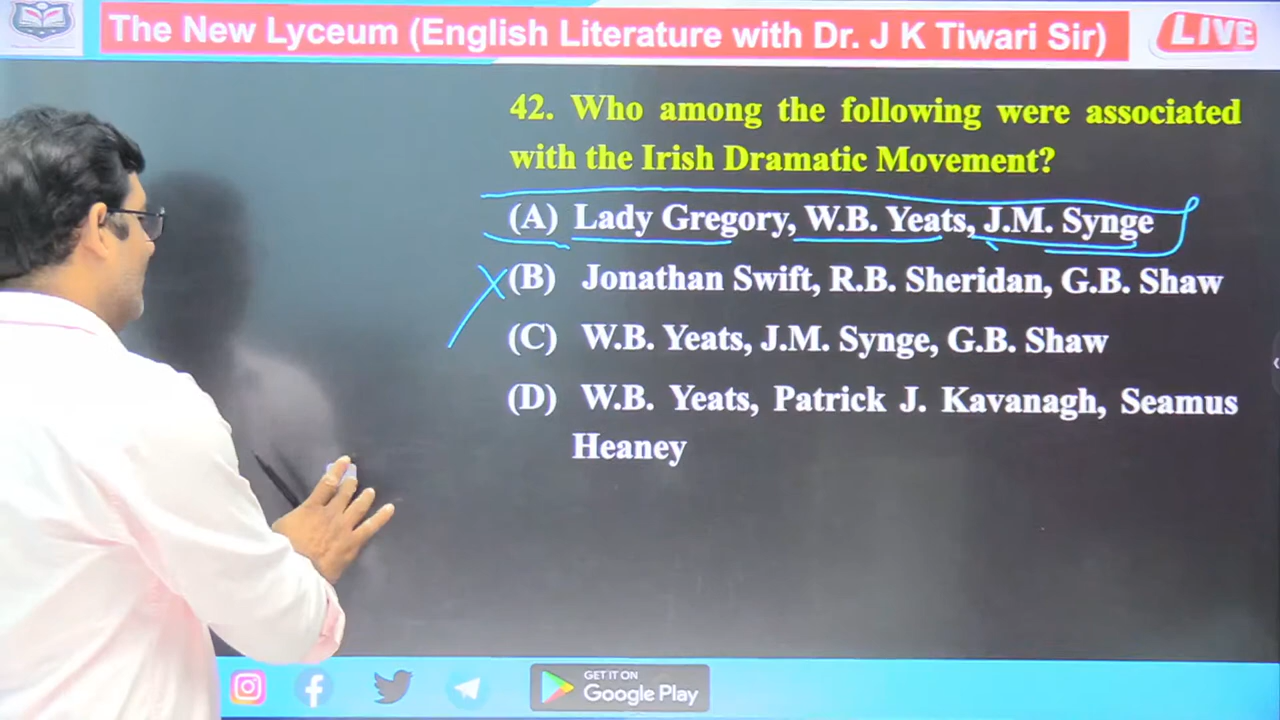 The New Lyceum (English Literature with Dr. J K Tiwari Sir)
LIVE
42. Who among the following were associated
with the Irish Dramatic Movement?
(A) Lady Gregory, W.B. Yeats, J.M. Synge
(B) Jonathan Swift, R.B. Sheridan, G.B. Shaw
(C) W.B. Yeats, J.M. Synge, G.B. Shaw
(D) W.B. Yeats, Patrick J. Kavanagh, Seamus
Heaney
GET IT ON
Google Play